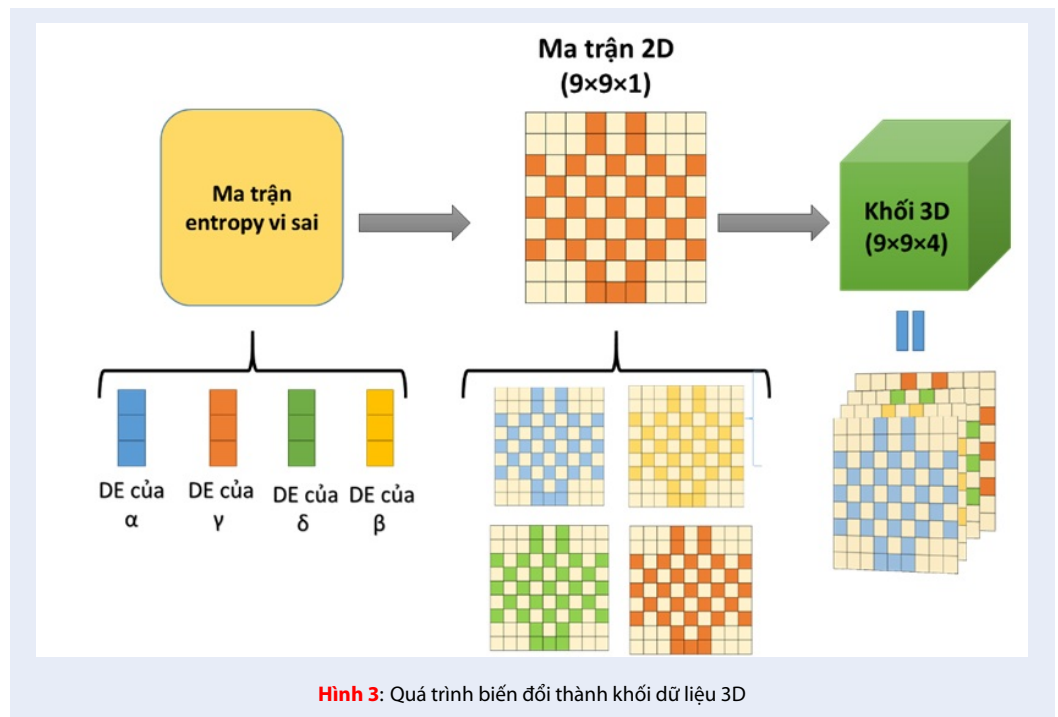 Ma trận 2D
(9×9×1)
Ma trận
entropy vi sai
Khối 3D
(9×9×4)
DE của
α
DE của
γ
DE của
δ
DE của
β
Hình 3: Quá trình biến đổi thành khối dữ liệu 3D